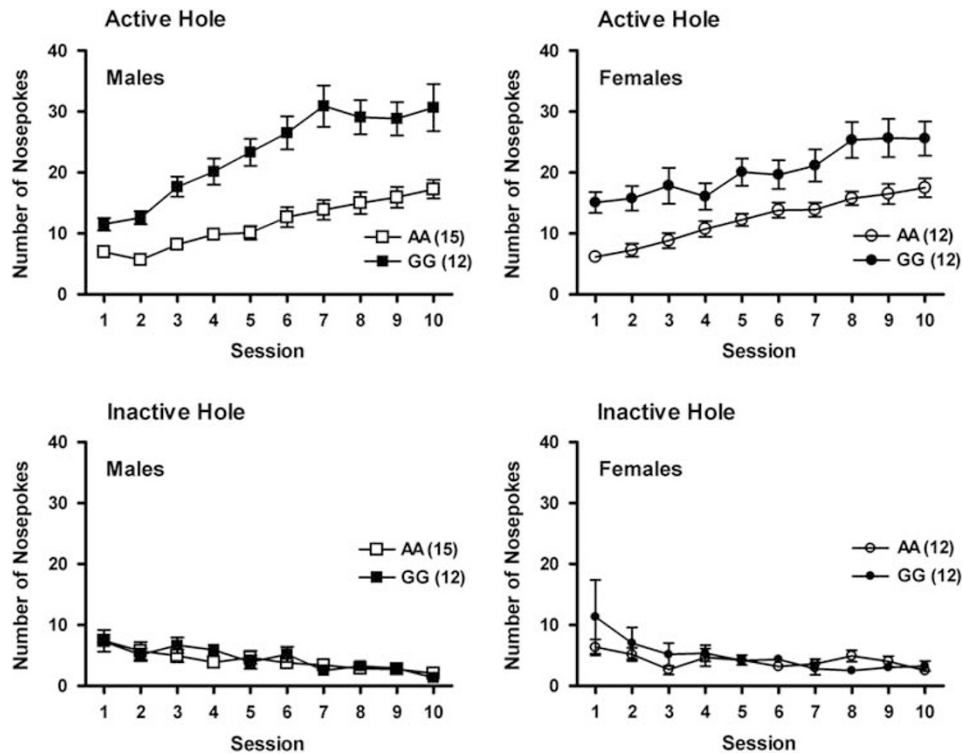 Active Hole
Males
Number of Nosepokes
40
30
20
10
0
AA (15)
GG (12)
1 2 3 4 5 6 7 8 9 10
Session
Active Hole
Females
Number of Nosepokes
40
30
20
10
0
AA (12)
GG (12)
1 2 3 4 5 6 7 8 9 10
Session
Inactive Hole
Males
Number of Nosepokes
40
30
20
10
0
AA (15)
GG (12)
1 2 3 4 5 6 7 8 9 10
Session
Inactive Hole
Females
Number of Nosepokes
40
30
20
10
0
AA (12)
GG (12)
1 2 3 4 5 6 7 8 9 10
Session